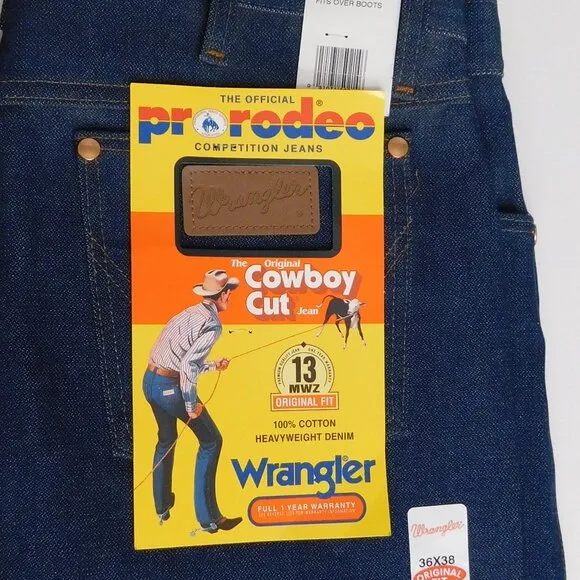 FITS OVER BOOTS
THE OFFICIAL
prorodeo®
COMPETITION JEANS
Wrangler®
The Original
Cowboy
Cut Jean
13
MWZ
ORIGINAL FIT
100% COTTON
HEAVYWEIGHT DENIM
Wrangler
FULL 1 YEAR WARRANTY
Wrangler
36X38
ORIGINAL
FIT